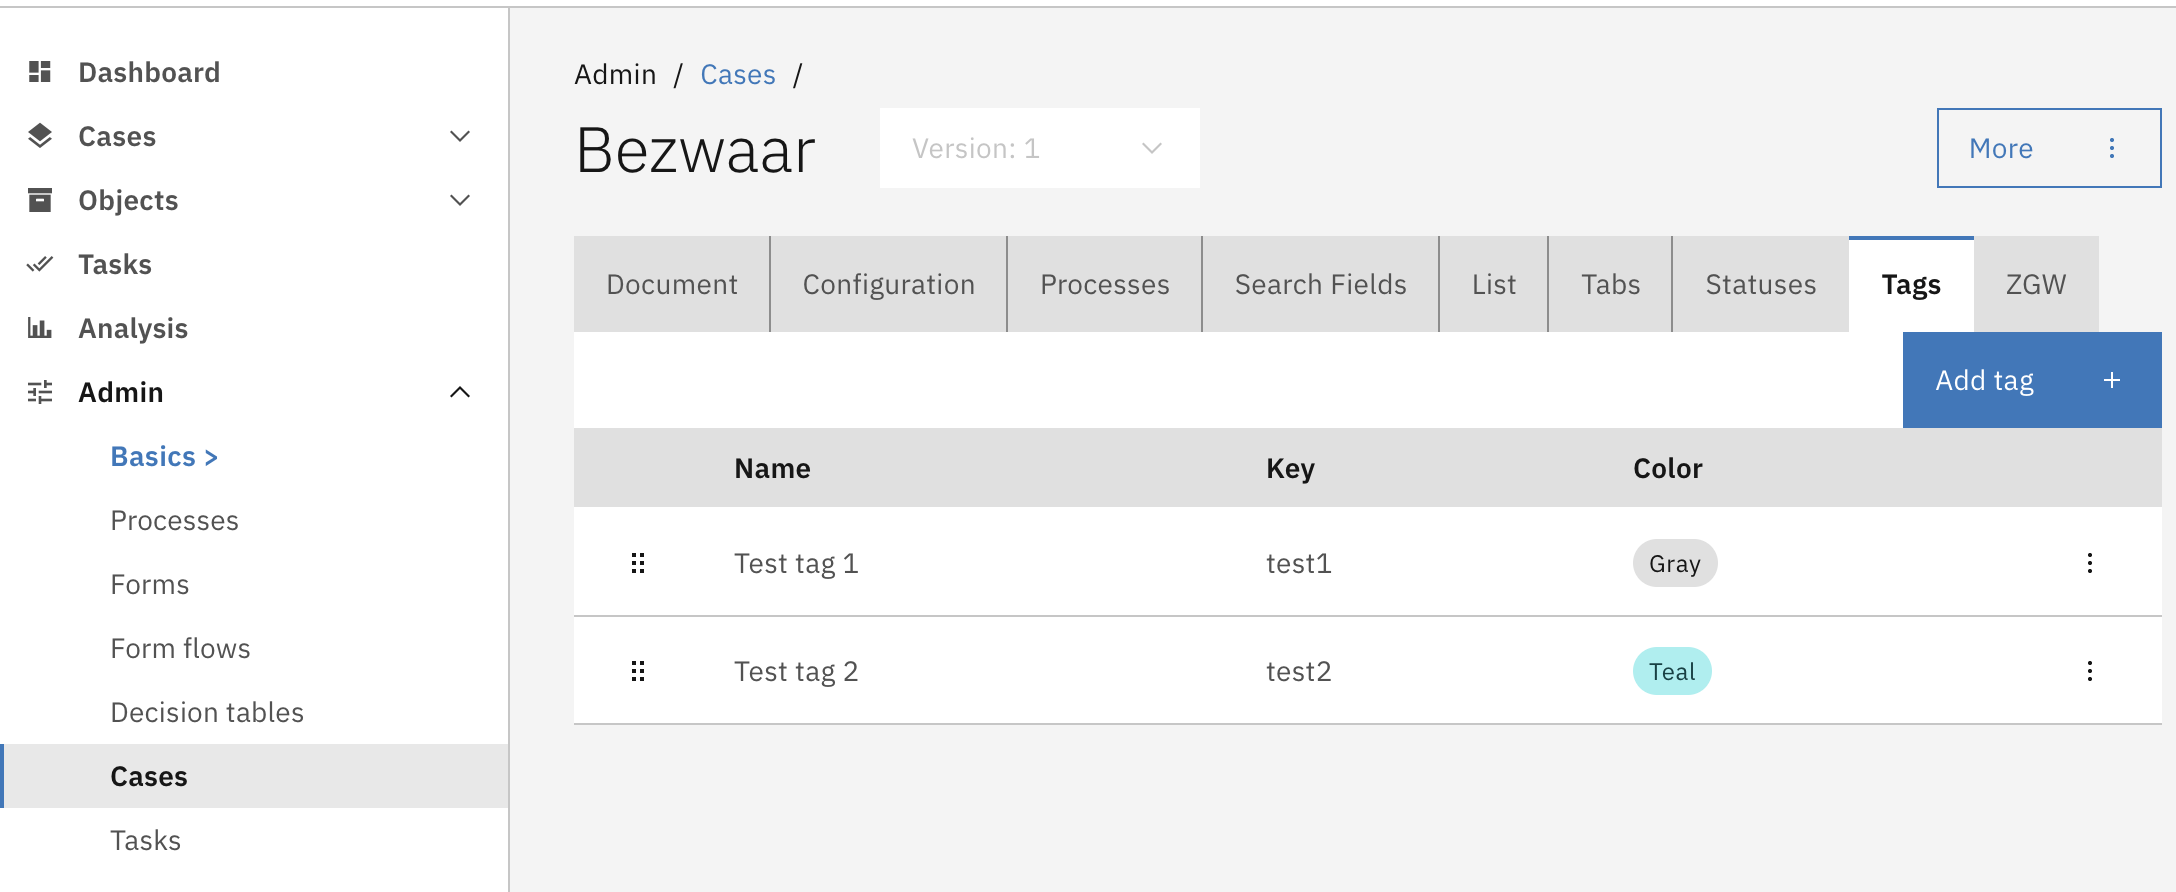 Dashboard
Cases
Objects
Tasks
Analysis
Admin
Basics >
Processes
Forms
Form flows
Decision tables
Cases
Tasks
Admin / Cases /
Bezwaar
Version: 1
More
Document Configuration Processes Search Fields List Tabs Statuses Tags ZGW
Add tag +
Name Key Color
Test tag 1 test1 Gray
Test tag 2 test2 Teal